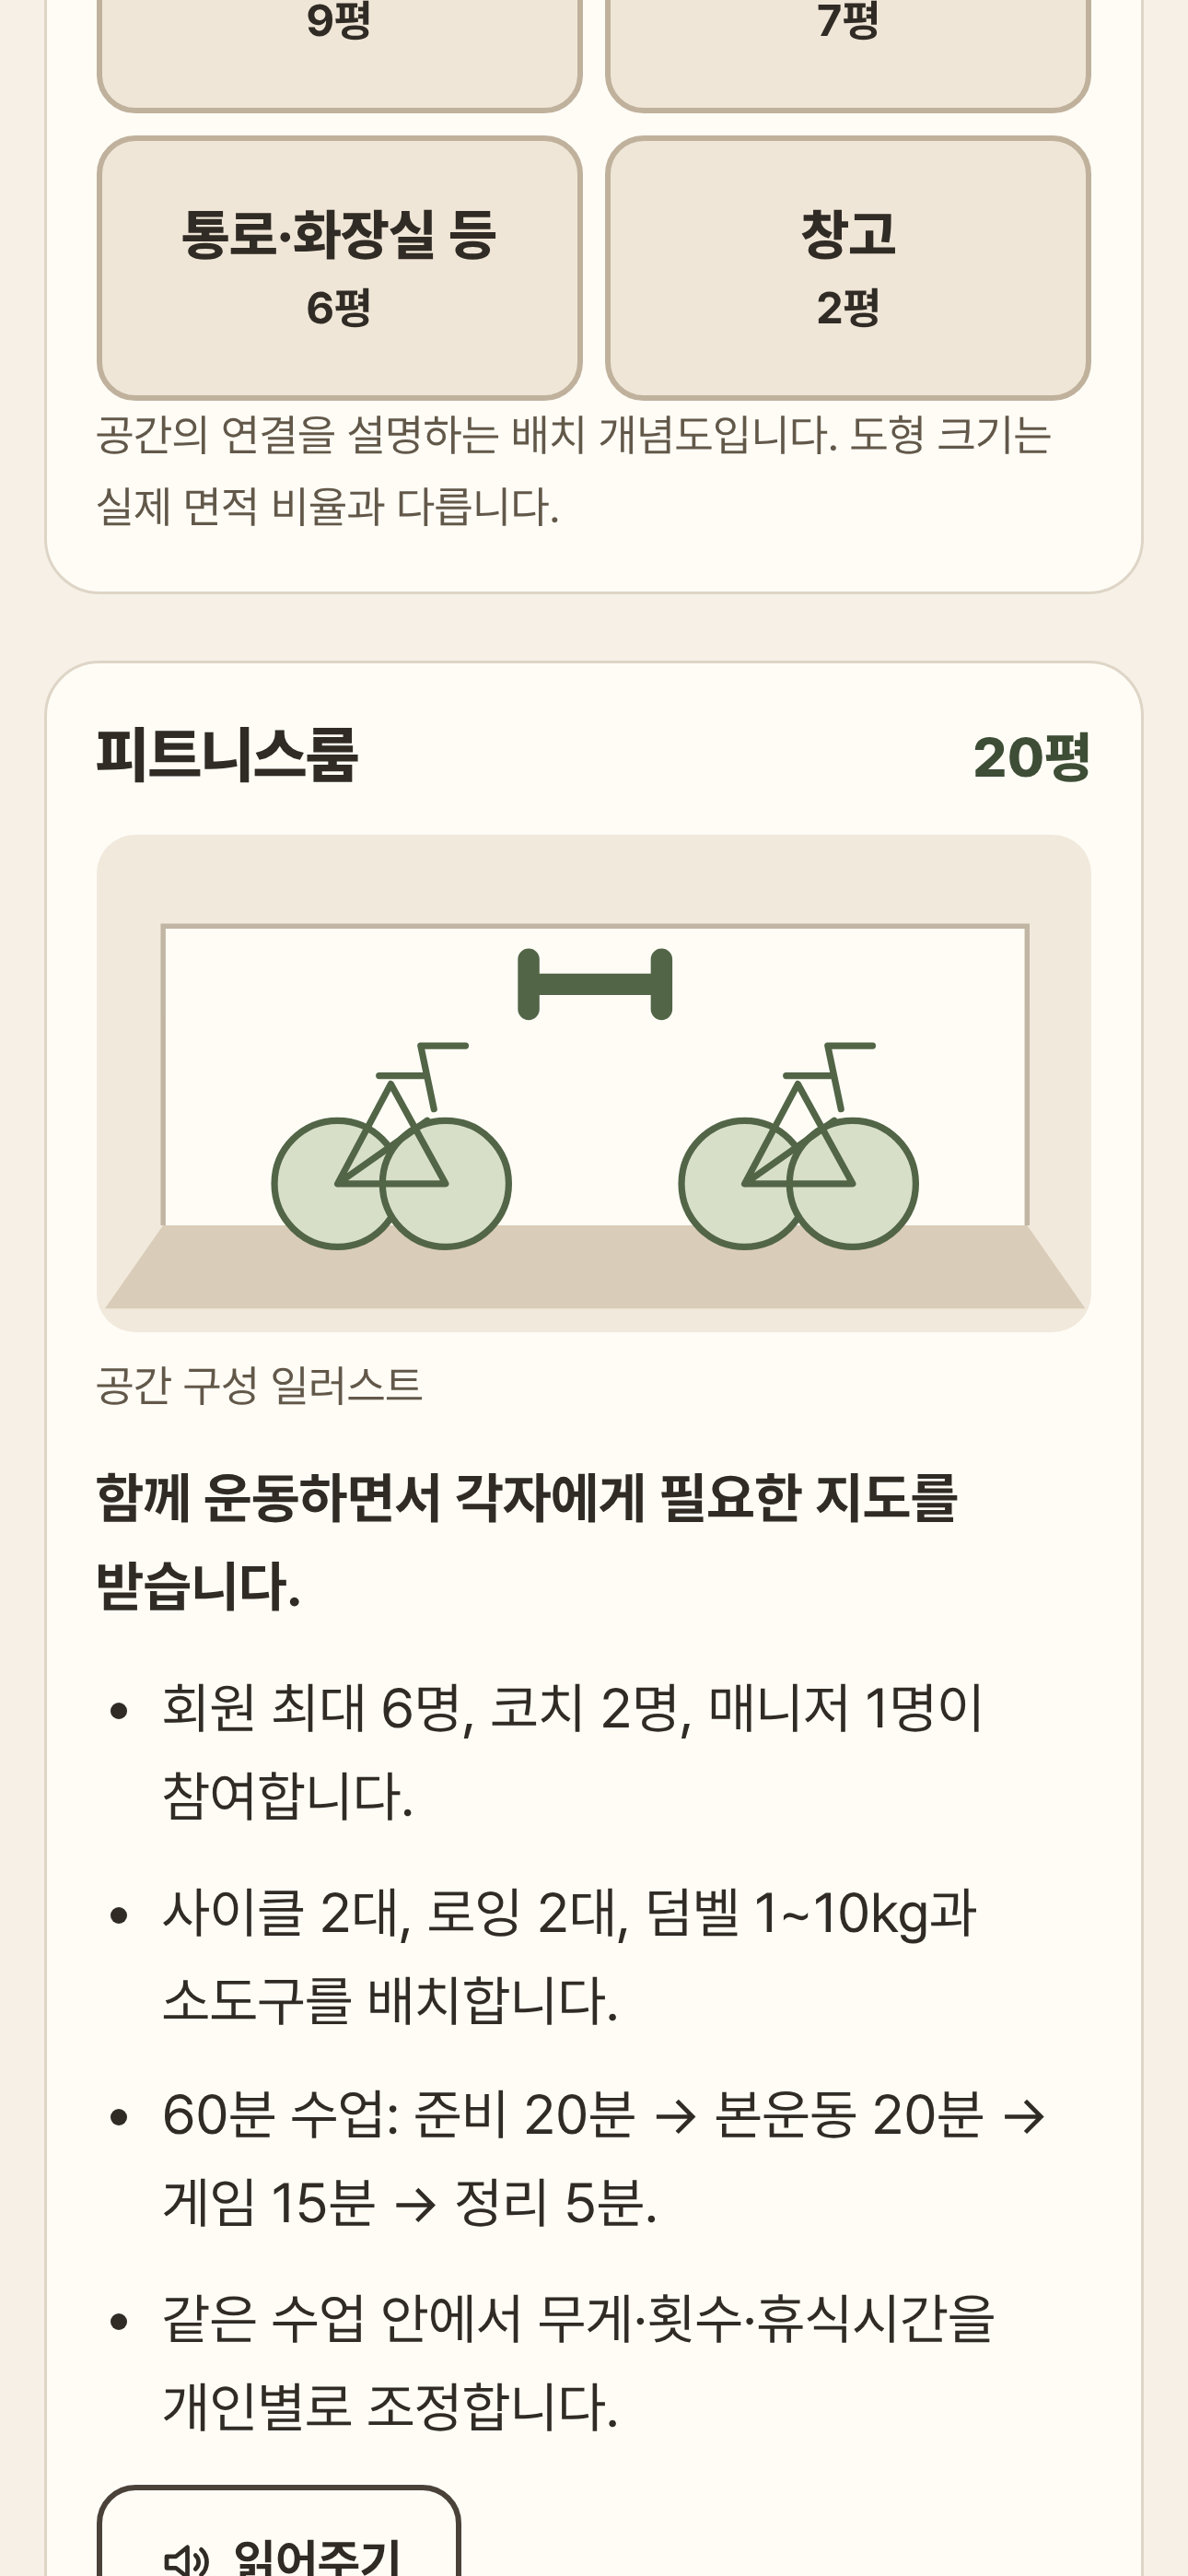 9평
7평
통로·화장실 등
6평
창고
2평
공간의 연결을 설명하는 배치 개념도입니다. 도형 크기는
실제 면적 비율과 다릅니다.
피트니스룸
20평
공간 구성 일러스트
함께 운동하면서 각자에게 필요한 지도를
받습니다.
• 회원 최대 6명, 코치 2명, 매니저 1명이
참여합니다.
• 사이클 2대, 로잉 2대, 덤벨 1~10kg과
소도구를 배치합니다.
• 60분 수업: 준비 20분 → 본운동 20분 →
게임 15분 → 정리 5분.
• 같은 수업 안에서 무게·횟수·휴식시간을
개인별로 조정합니다.
읽어주기